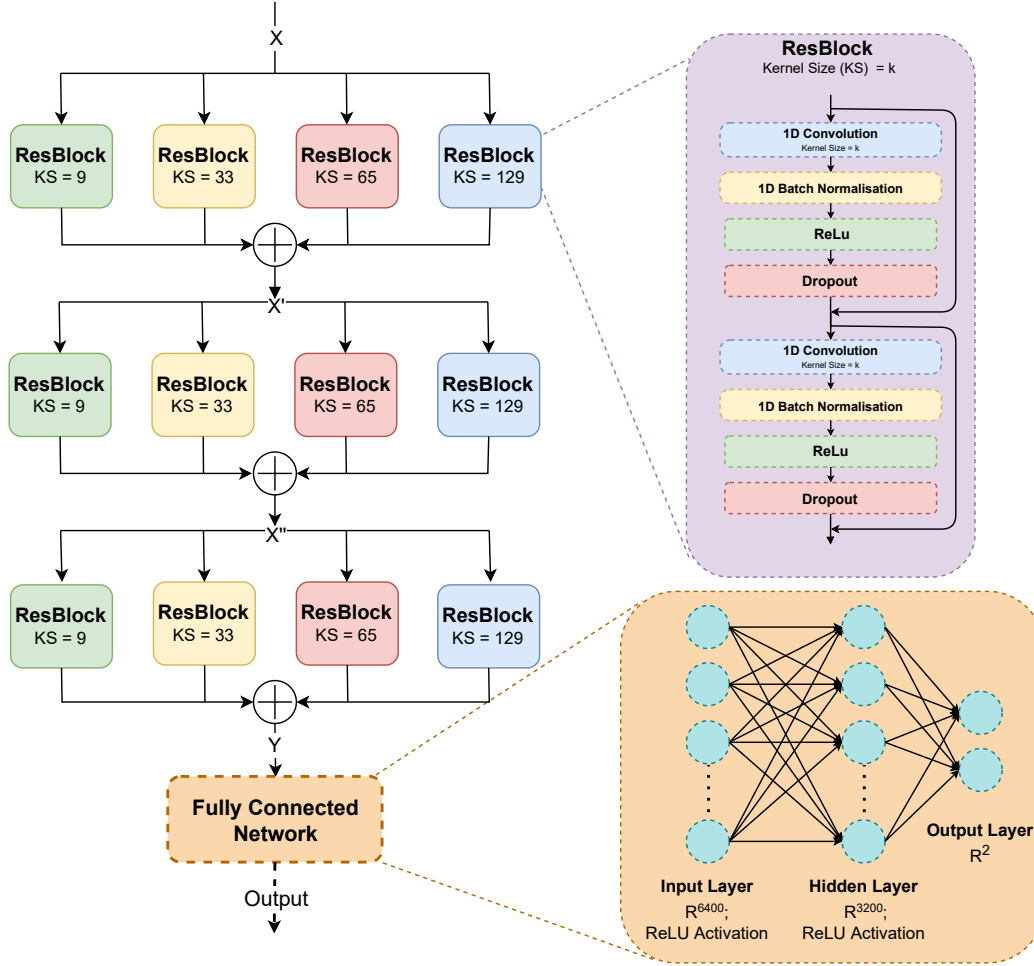 X
ResBlock
KS = 9
ResBlock
KS = 33
ResBlock
KS = 65
ResBlock
KS = 129
X'
ResBlock
KS = 9
ResBlock
KS = 33
ResBlock
KS = 65
ResBlock
KS = 129
X"
ResBlock
KS = 9
ResBlock
KS = 33
ResBlock
KS = 65
ResBlock
KS = 129
Y
Fully Connected
Network
Output
ResBlock
Kernel Size (KS) = k
1D Convolution
Kernel Size = k
1D Batch Normalisation
ReLu
Dropout
1D Convolution
Kernel Size = k
1D Batch Normalisation
ReLu
Dropout
Input Layer
R^6400;
ReLU Activation
Hidden Layer
R^3200;
ReLU Activation
Output Layer
R^2